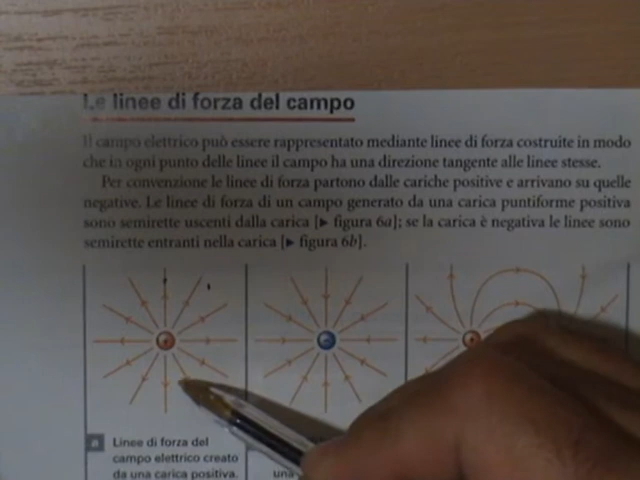 Le linee di forza del campo
Il campo elettrico può essere rappresentato mediante linee di forza costruite in modo
che in ogni punto delle linee il campo ha una direzione tangente alle linee stesse.
Per convenzione le linee di forza partono dalle cariche positive e arrivano su quelle
negative. Le linee di forza di un campo generato da una carica puntiforme positiva
sono semirette uscenti dalla carica [▶ figura 6a]; se la carica è negativa le linee sono
semirette entranti nella carica [▶ figura 6b].
a Linee di forza del
campo elettrico creato
da una carica positiva.
una